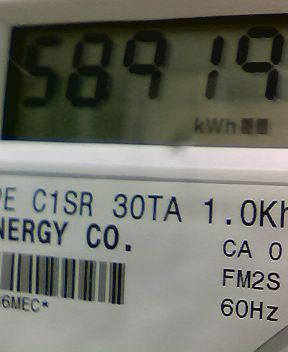 58919
kWh
PE C1SR 30TA 1.0Kh
NERGY CO.
CA 0
FM2S
6MEC*
60Hz